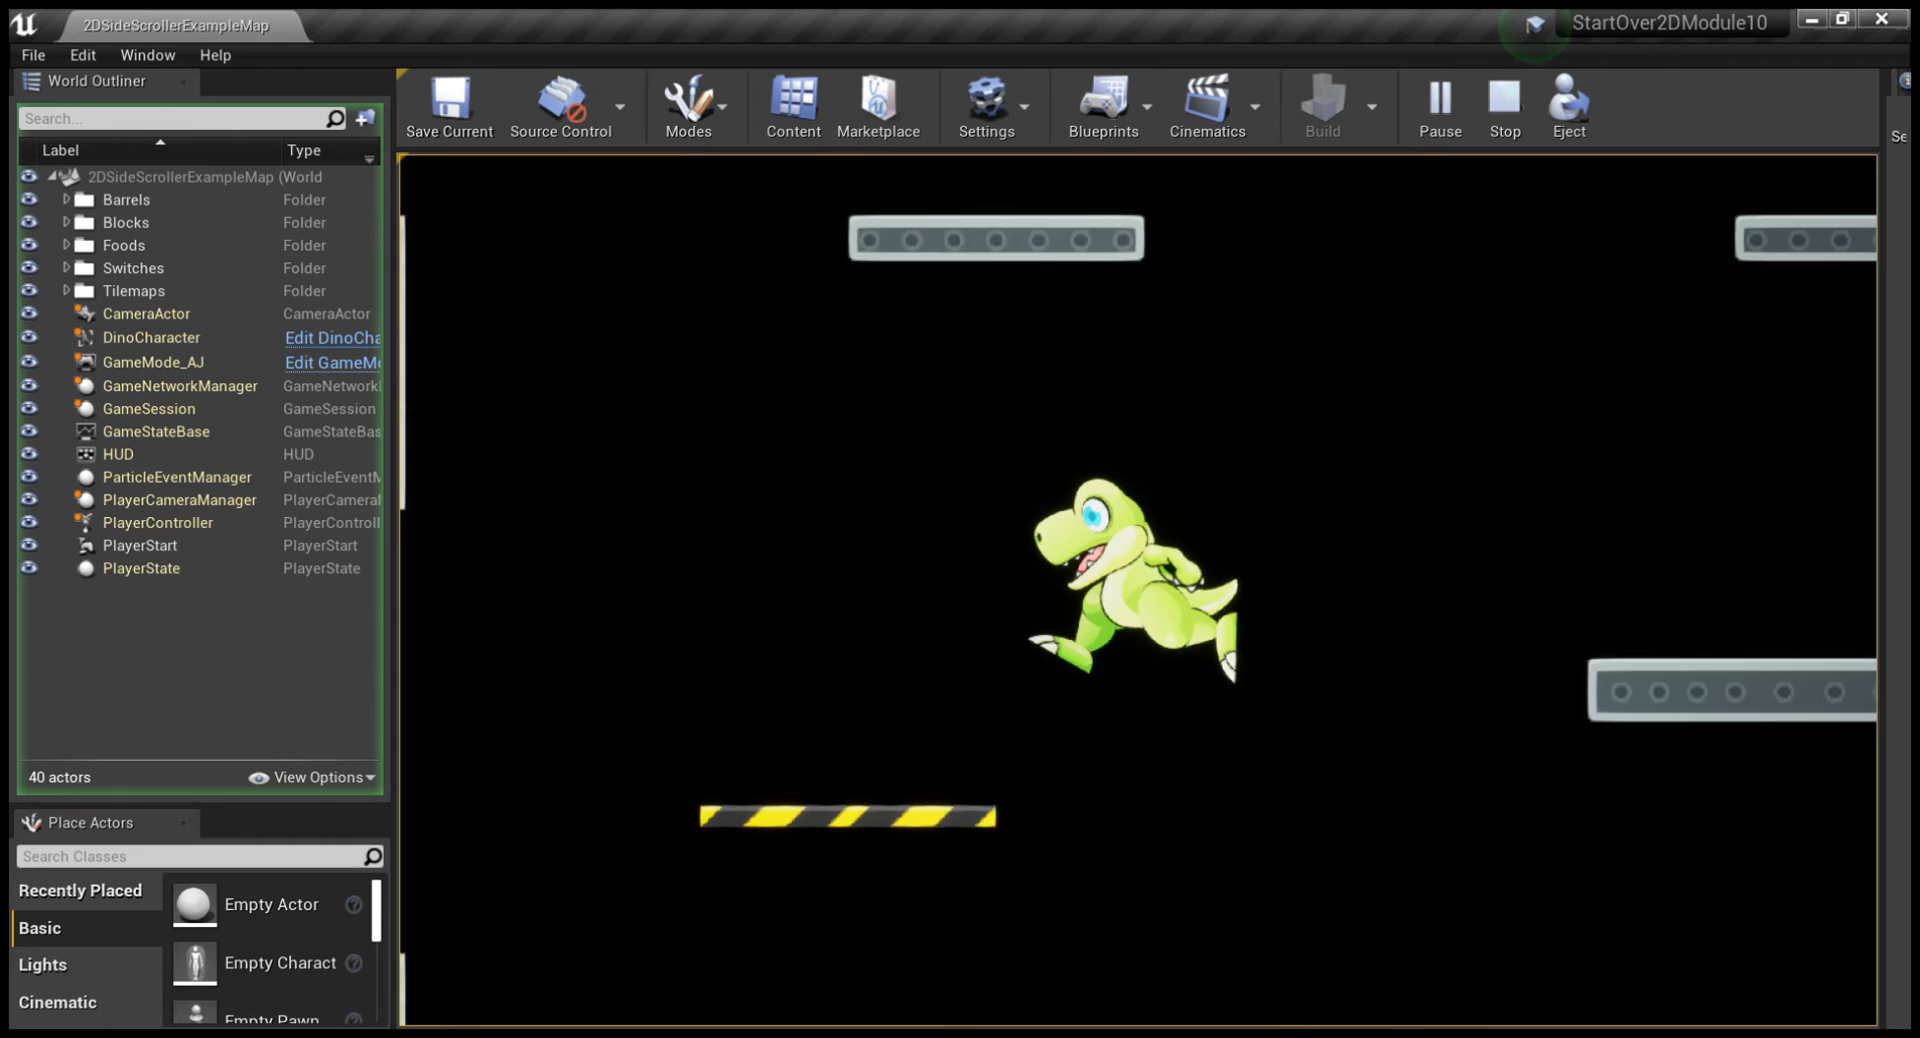 2DSideScrollerExampleMap
StartOver2DModule10
File Edit Window Help
World Outliner
Search...
Label Type
2DSideScrollerExampleMap (World
Barrels Folder
Blocks Folder
Foods Folder
Switches Folder
Tilemaps Folder
CameraActor CameraActor
DinoCharacter Edit DinoCha
GameMode_AJ Edit GameMo
GameNetworkManager GameNetwork
GameSession GameSession
GameStateBase GameStateBas
HUD HUD
ParticleEventManager ParticleEventM
PlayerCameraManager PlayerCamera
PlayerController PlayerControll
PlayerStart PlayerStart
PlayerState PlayerState
40 actors View Options
Save Current Source Control Modes Content Marketplace Settings Blueprints Cinematics Build Pause Stop Eject
Se
Place Actors
Search Classes
Recently Placed
Basic
Lights
Cinematic
Empty Actor
Empty Charact
Empty Pawn